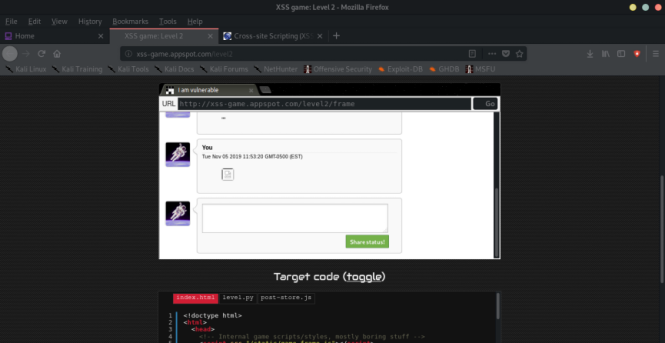 XSS game: Level 2 - Mozilla Firefox
File Edit View History Bookmarks Tools Help
Home XSS game: Level 2 Cross-site Scripting (XS
xss-game.appspot.com/level2
Kali Linux Kali Training Kali Tools Kali Docs Kali Forums NetHunter Offensive Security Exploit-DB GHDB MSFU
I am vulnerable
URL http://xss-game.appspot.com/level2/frame Go
You
Tue Nov 05 2019 11:53:20 GMT-0500 (EST)
Share status!
Target code (toggle)
index.html level.py post-store.js
1 <!doctype html>
2 <html>
3 <head>
4 <!-- Internal game scripts/styles, mostly boring stuff -->